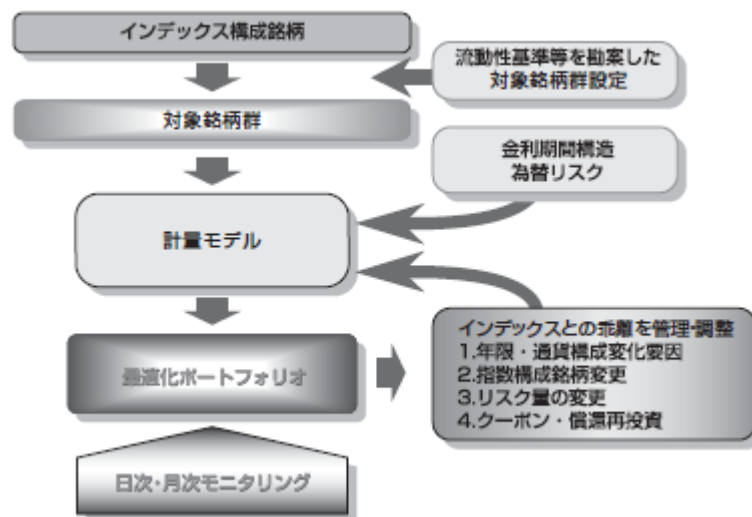 インデックス構成銘柄
流動性基準等を勘案した
対象銘柄群設定
対象銘柄群
金利期間構造
為替リスク
計量モデル
インデックスとの乖離を管理・調整
1.年限・通貨構成変化要因
2.指数構成銘柄変更
3.リスク量の変更
4.クーポン・償還再投資
最適化ポートフォリオ
日次・月次モニタリング